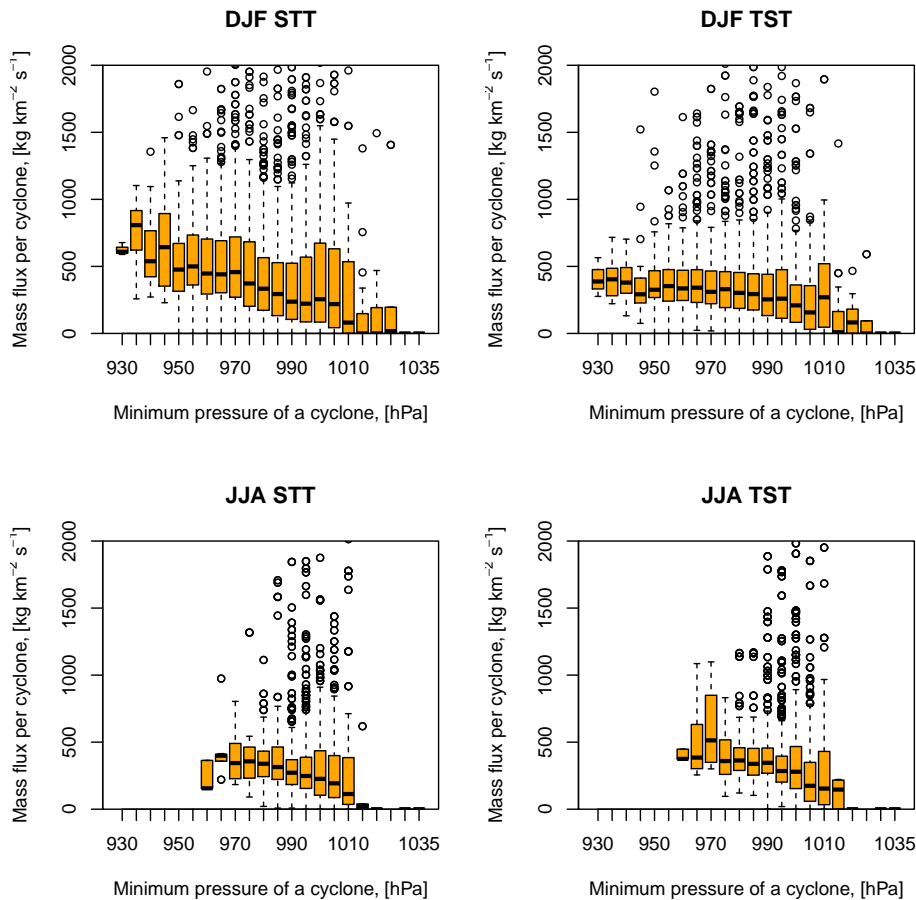 DJF STT
Mass flux per cyclone, [kg km⁻² s⁻¹]
2000
1500
1000
500
0
930 950 970 990 1010 1035
Minimum pressure of a cyclone, [hPa]
DJF TST
Mass flux per cyclone, [kg km⁻² s⁻¹]
2000
1500
1000
500
0
930 950 970 990 1010 1035
Minimum pressure of a cyclone, [hPa]
JJA STT
Mass flux per cyclone, [kg km⁻² s⁻¹]
2000
1500
1000
500
0
930 950 970 990 1010 1035
Minimum pressure of a cyclone, [hPa]
JJA TST
Mass flux per cyclone, [kg km⁻² s⁻¹]
2000
1500
1000
500
0
930 950 970 990 1010 1035
Minimum pressure of a cyclone, [hPa]